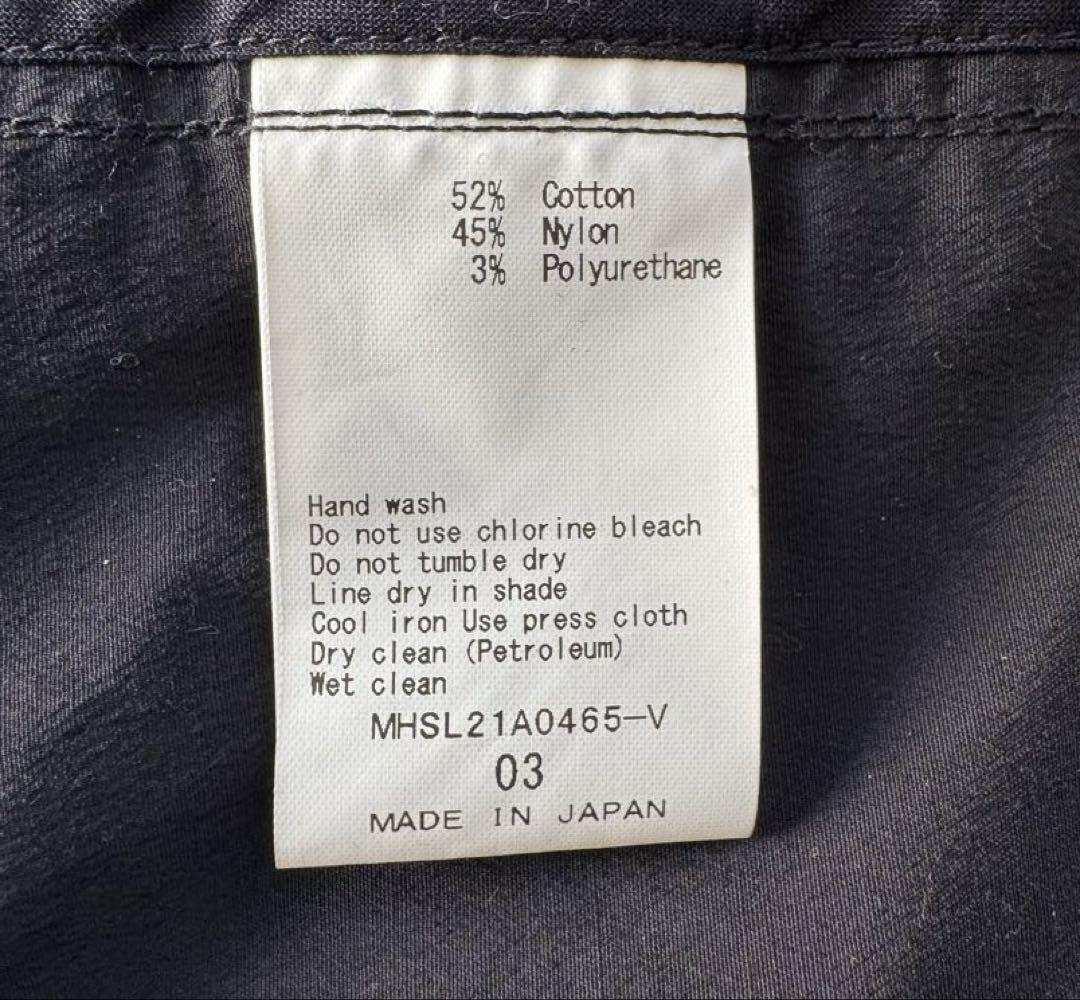 52% Cotton
45% Nylon
3% Polyurethane
Hand wash
Do not use chlorine bleach
Do not tumble dry
Line dry in shade
Cool iron Use press cloth
Dry clean (Petroleum)
Wet clean
MHSL21A0465-V
03
MADE IN JAPAN